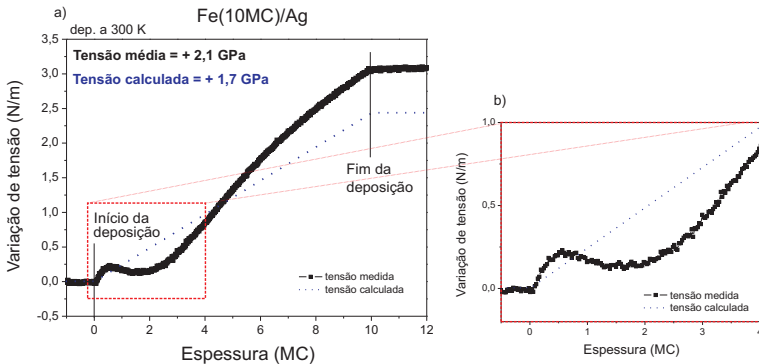 Fe(10MC)/Ag
a)
dep. a 300 K
Tensão média = + 2,1 GPa
Tensão calculada = + 1,7 GPa
Variação de tensão (N/m)
3,5
3,0
2,5
2,0
1,5
1,0
0,5
0,0
-0,5
Início da
deposição
Fim da
deposição
tensão medida
tensão calculada
0 2 4 6 8 10 12
Espessura (MC)
b)
Variação de tensão (N/m)
1,0
0,5
0,0
tensão medida
tensão calculada
0 1 2 3 4
Espessura (MC)